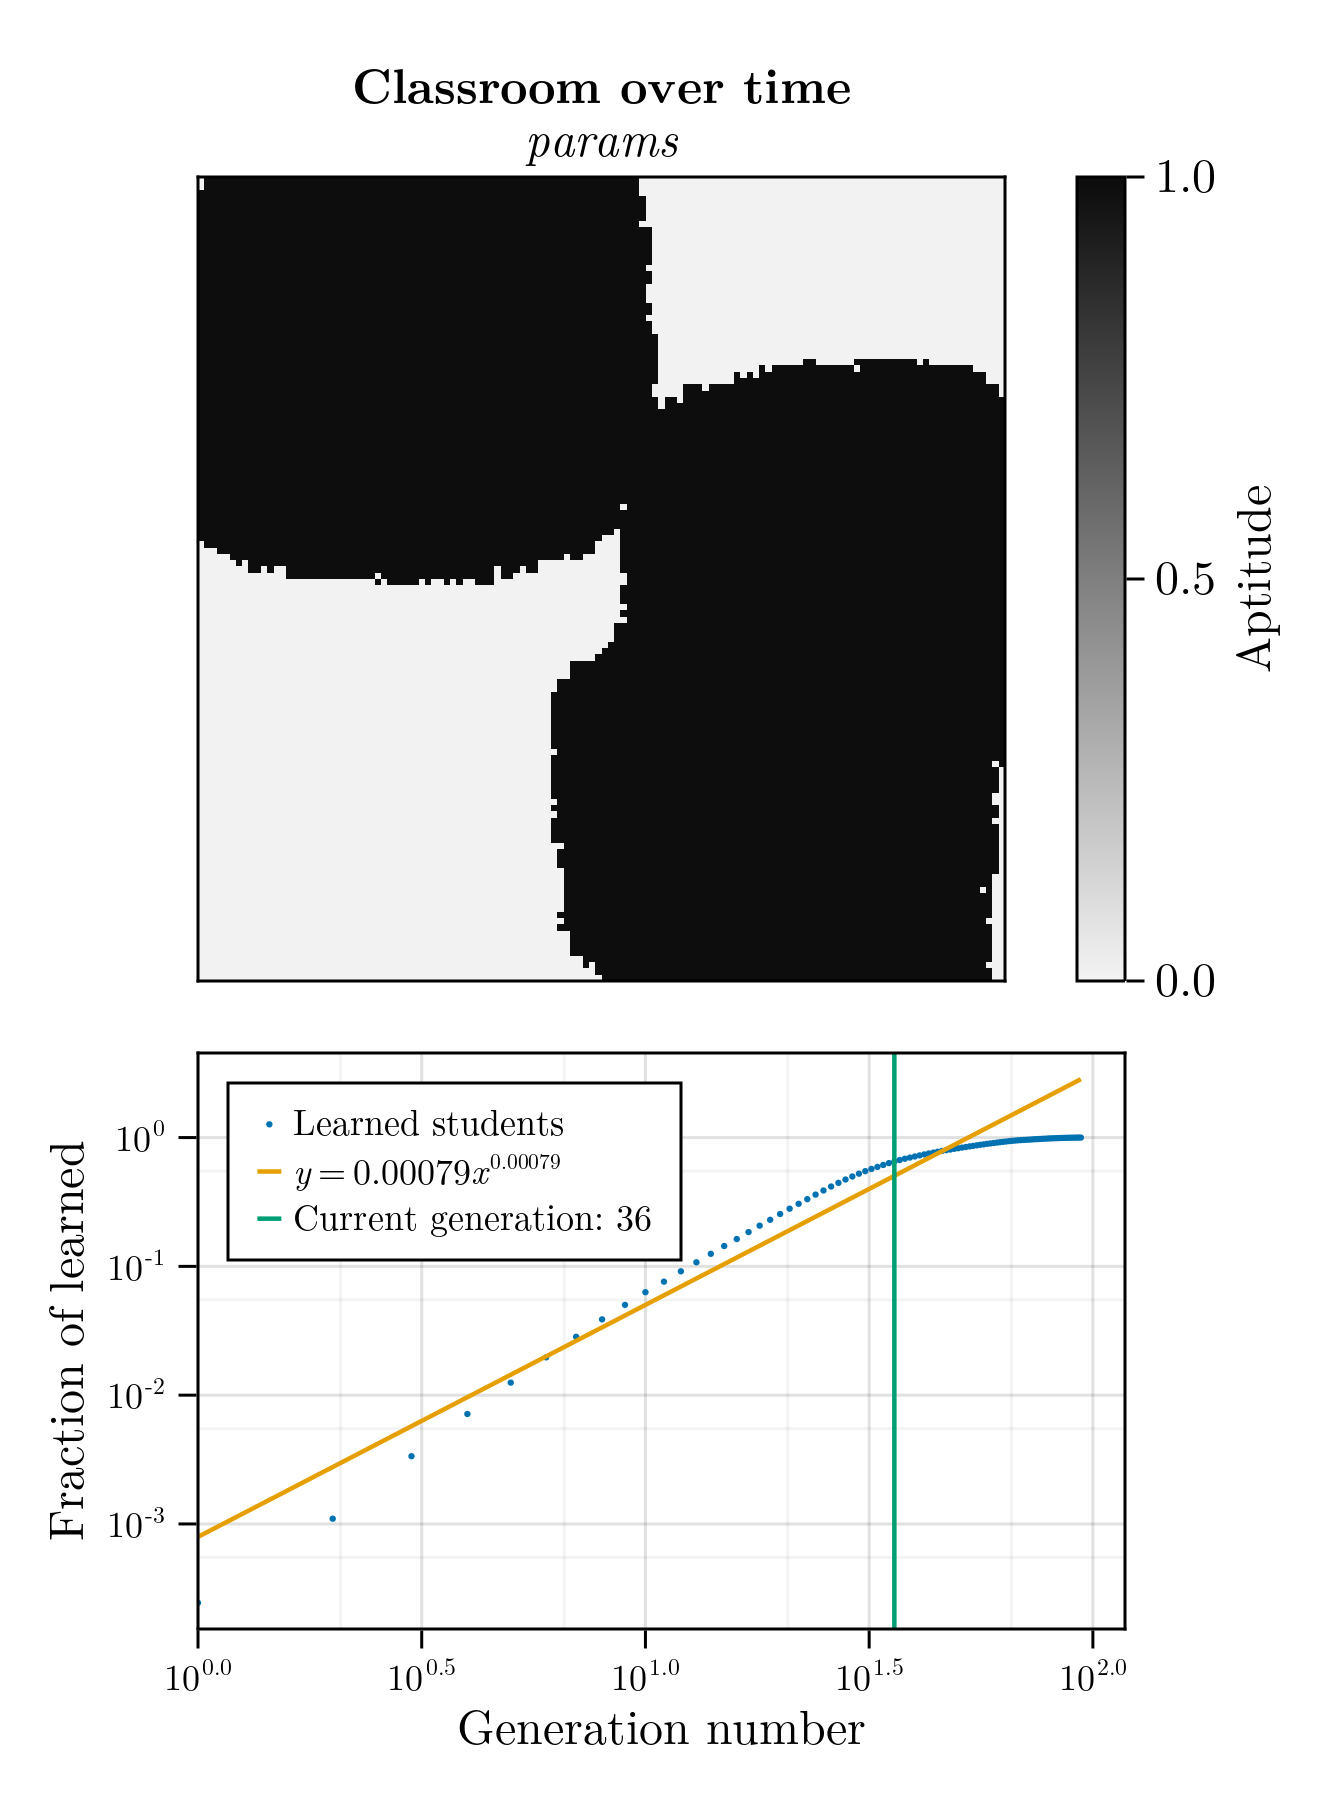 Classroom over time
params
1.0
0.5
0.0
Aptitude
Learned students
y = 0.00079x^0.00079
Current generation: 36
10^0
10^-1
10^-2
10^-3
Fraction of learned
10^0.0 10^0.5 10^1.0 10^1.5 10^2.0
Generation number